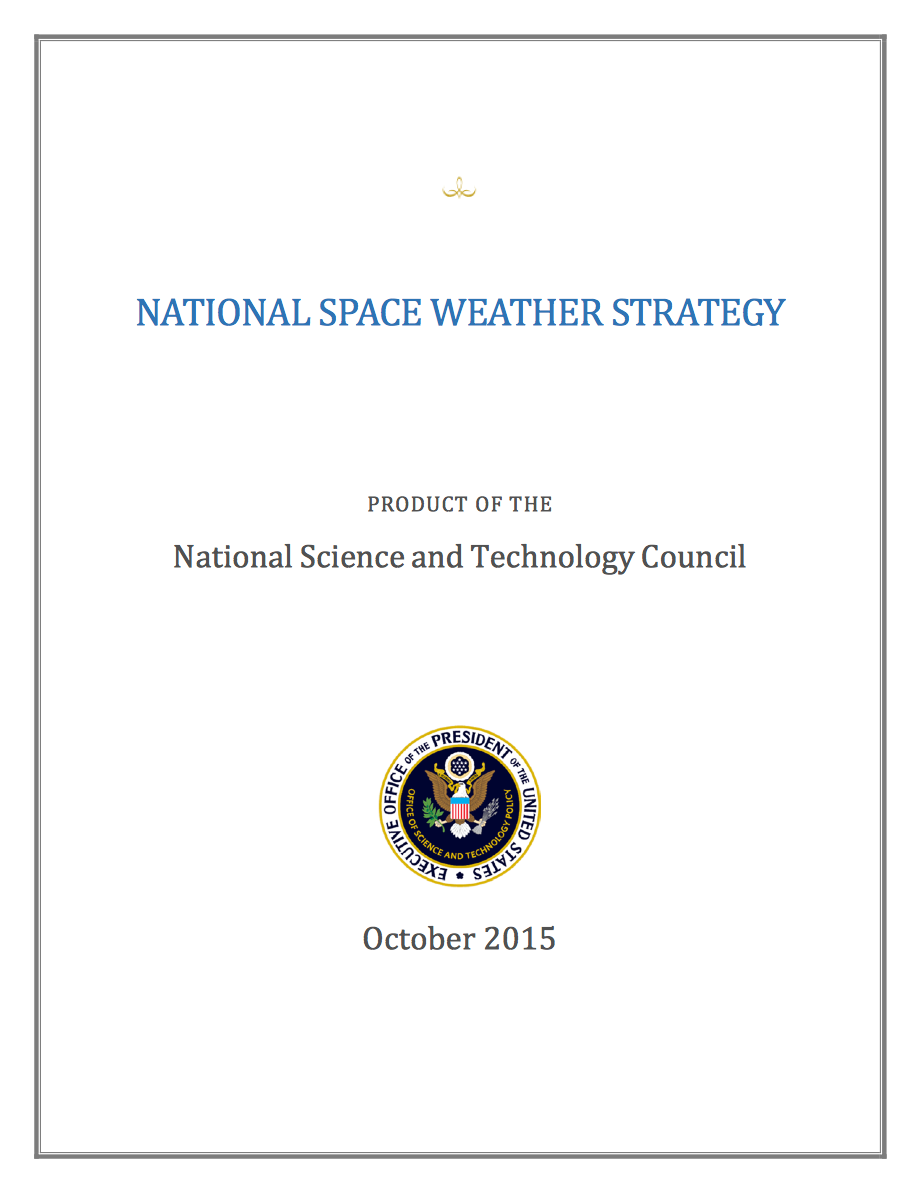 NATIONAL SPACE WEATHER STRATEGY
PRODUCT OF THE
National Science and Technology Council
EXECUTIVE OFFICE OF THE PRESIDENT OF THE UNITED STATES
OFFICE OF SCIENCE AND TECHNOLOGY POLICY
October 2015